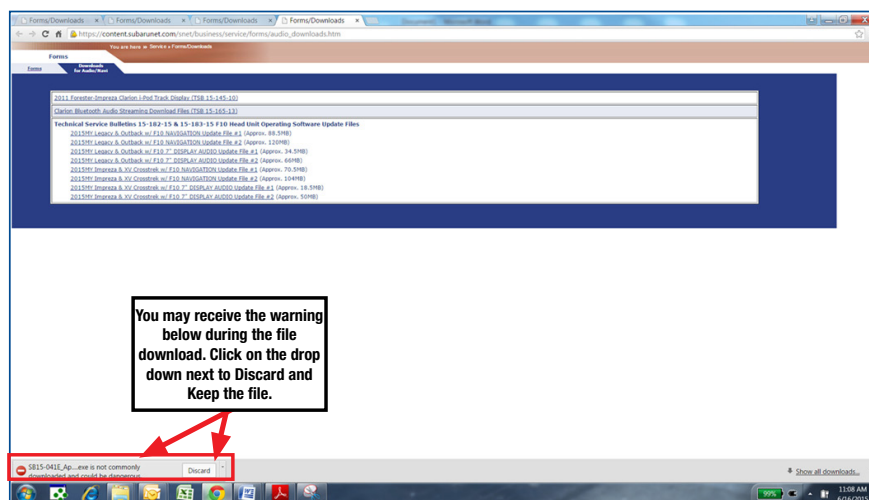 Forms/Downloads
Forms/Downloads
Forms/Downloads
Forms/Downloads
https://content.subarunet.com/snet/business/service/forms/audio_downloads.htm
You are here » Service » Forms/Downloads
Forms
Forms
Downloads
for Audio/Navi
2011 Forester-Impreza Clarion i-Pod Track Display (TSB 15-145-10)
Clarion Bluetooth Audio Streaming Download Files (TSB 15-165-13)
Technical Service Bulletins 15-182-15 & 15-183-15 F10 Head Unit Operating Software Update Files
2015MY Legacy & Outback w/ F10 NAVIGATION Update File #1 (Approx. 88.5MB)
2015MY Legacy & Outback w/ F10 NAVIGATION Update File #2 (Approx. 120MB)
2015MY Legacy & Outback w/ F10 7" DISPLAY AUDIO Update File #1 (Approx. 34.5MB)
2015MY Legacy & Outback w/ F10 7" DISPLAY AUDIO Update File #2 (Approx. 66MB)
2015MY Impreza & XV Crosstrek w/ F10 NAVIGATION Update File #1 (Approx. 70.5MB)
2015MY Impreza & XV Crosstrek w/ F10 NAVIGATION Update File #2 (Approx. 104MB)
2015MY Impreza & XV Crosstrek w/ F10 7" DISPLAY AUDIO Update File #1 (Approx. 18.5MB)
2015MY Impreza & XV Crosstrek w/ F10 7" DISPLAY AUDIO Update File #2 (Approx. 50MB)
You may receive the warning
below during the file
download. Click on the drop
down next to Discard and
Keep the file.
SB15-041E_Ap....exe is not commonly
downloaded and could be dangerous.
Discard
Show all downloads...
99%
11:08 AM
6/16/2015